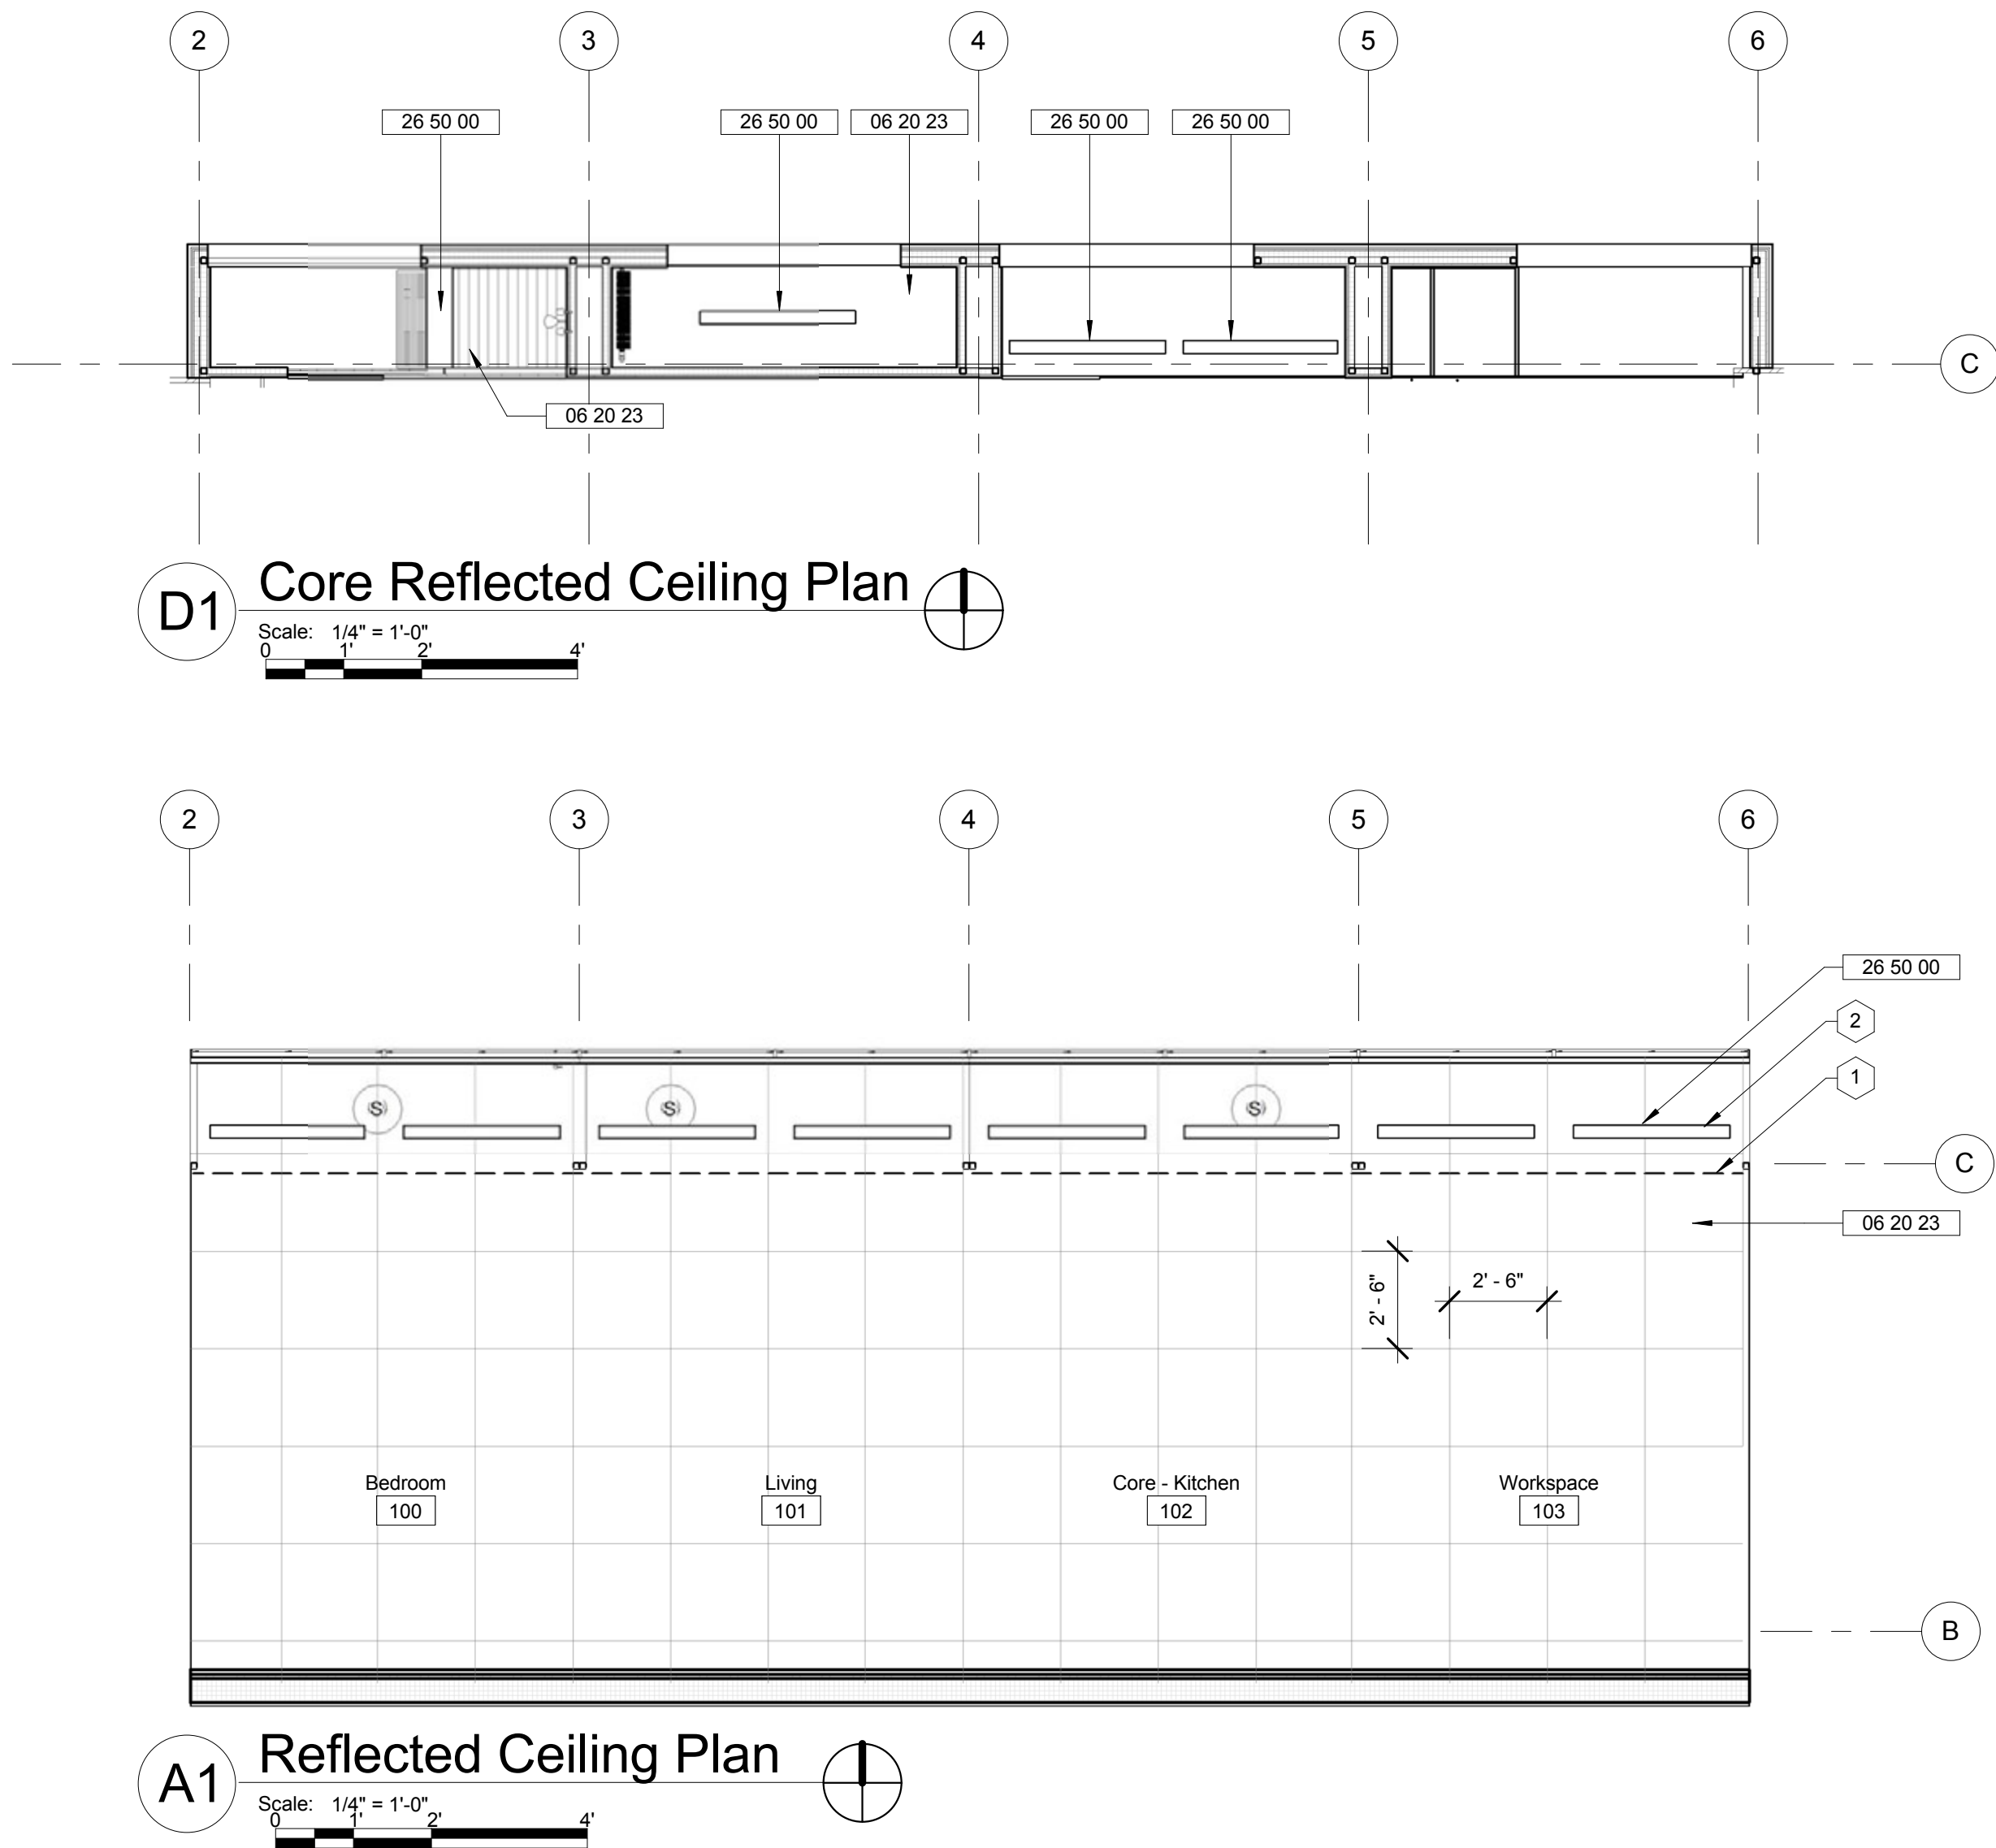 2 3 4 5 6
26 50 00 26 50 00 06 20 23 26 50 00 26 50 00
C
06 20 23
D1 Core Reflected Ceiling Plan
Scale: 1/4" = 1'-0"
0 1' 2' 4'
2 3 4 5 6
26 50 00
2
1
S S S
C
06 20 23
2' - 6"
2' - 6"
Bedroom Living Core - Kitchen Workspace
100 101 102 103
B
A1 Reflected Ceiling Plan
Scale: 1/4" = 1'-0"
0 1' 2' 4'